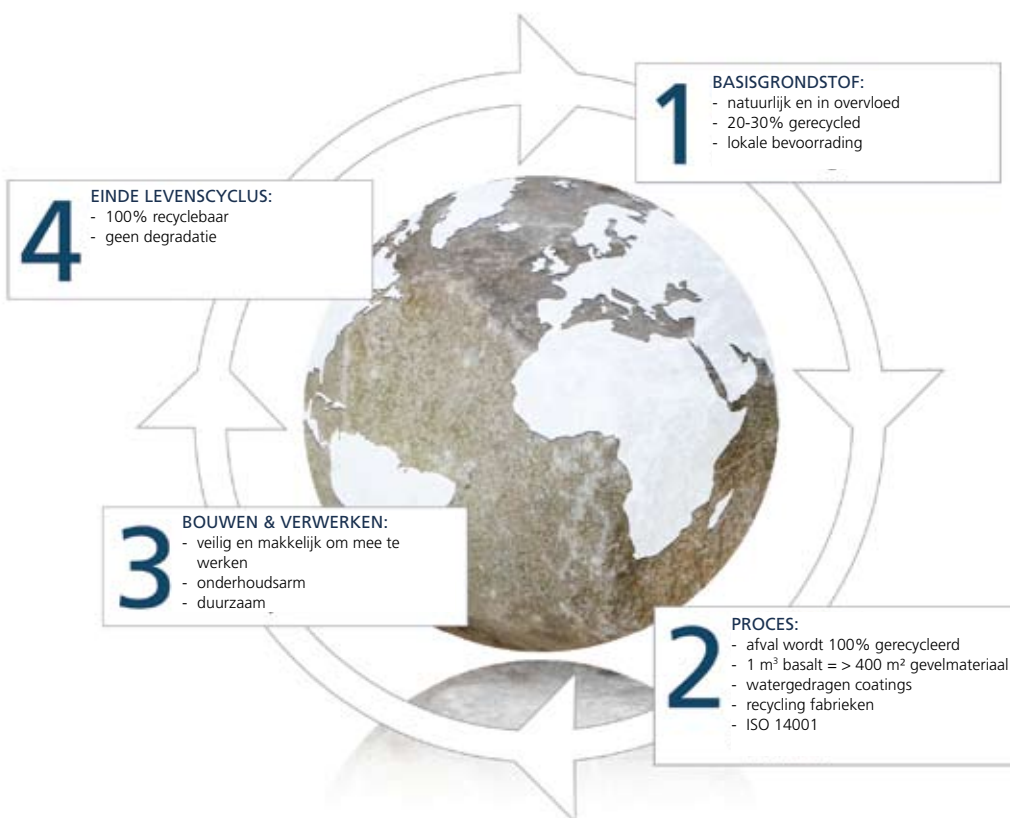 1
BASISGRONDSTOF:
- natuurlijk en in overvloed
- 20-30% gerecycled
- lokale bevoorrading
2
PROCES:
- afval wordt 100% gerecycleerd
- 1 m³ basalt = > 400 m² gevelmateriaal
- watergedragen coatings
- recycling fabrieken
- ISO 14001
3
BOUWEN & VERWERKEN:
- veilig en makkelijk om mee te
werken
- onderhoudsarm
- duurzaam
4
EINDE LEVENSCYCLUS:
- 100% recyclebaar
- geen degradatie